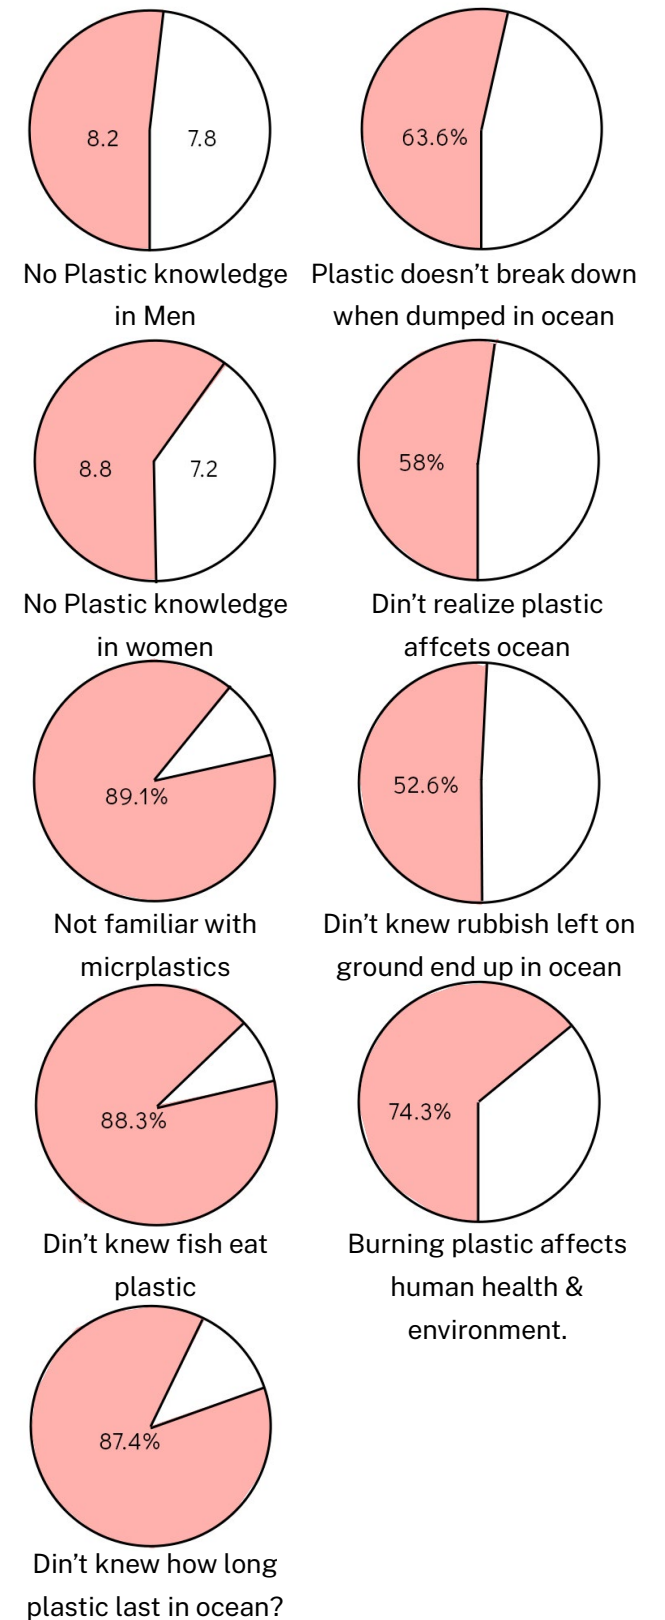 8.2
7.8
No Plastic knowledge
in Men
63.6%
Plastic doesn't break down
when dumped in ocean
8.8
7.2
No Plastic knowledge
in women
58%
Din't realize plastic
affcets ocean
89.1%
Not familiar with
micrplastics
52.6%
Din't knew rubbish left on
ground end up in ocean
88.3%
Din't knew fish eat
plastic
74.3%
Burning plastic affects
human health &
environment.
87.4%
Din't knew how long
plastic last in ocean?